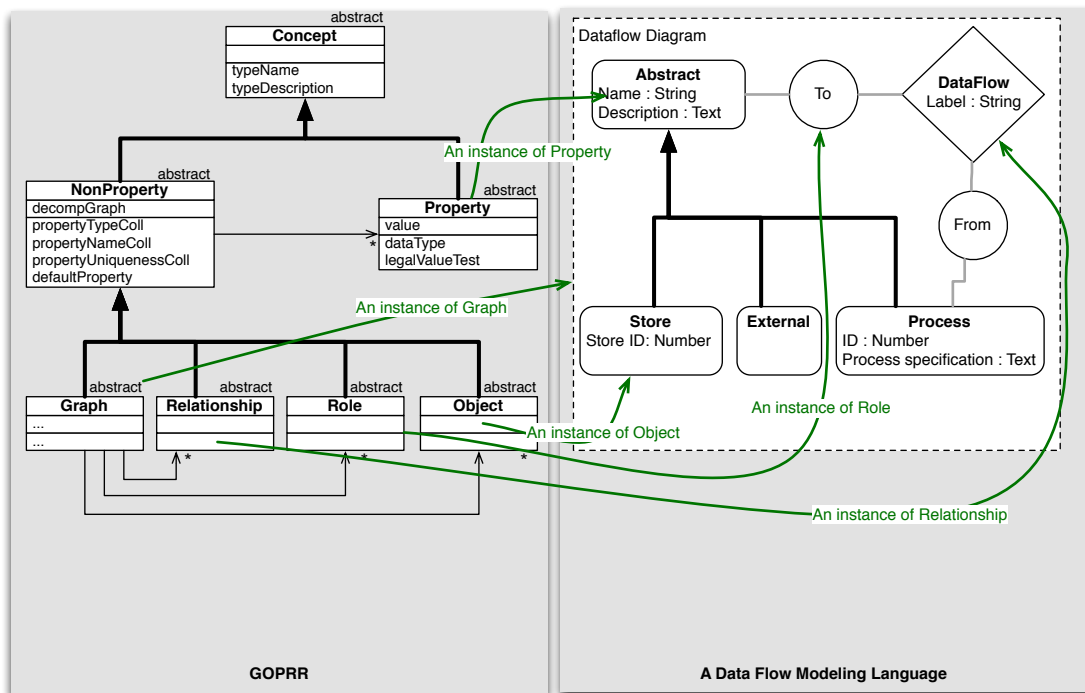 abstract
Concept
typeName
typeDescription
abstract
NonProperty
decompGraph
propertyTypeColl
propertyNameColl
propertyUniquenessColl
defaultProperty
*
abstract
Property
value
dataType
legalValueTest
abstract
Graph
...
...
abstract
Relationship
*
abstract
Role
*
abstract
Object
*
GOPRR
An instance of Property
An instance of Graph
An instance of Object
An instance of Role
An instance of Relationship
Dataflow Diagram
Abstract
Name : String
Description : Text
To
DataFlow
Label : String
From
Store
Store ID: Number
External
Process
ID : Number
Process specification : Text
A Data Flow Modeling Language